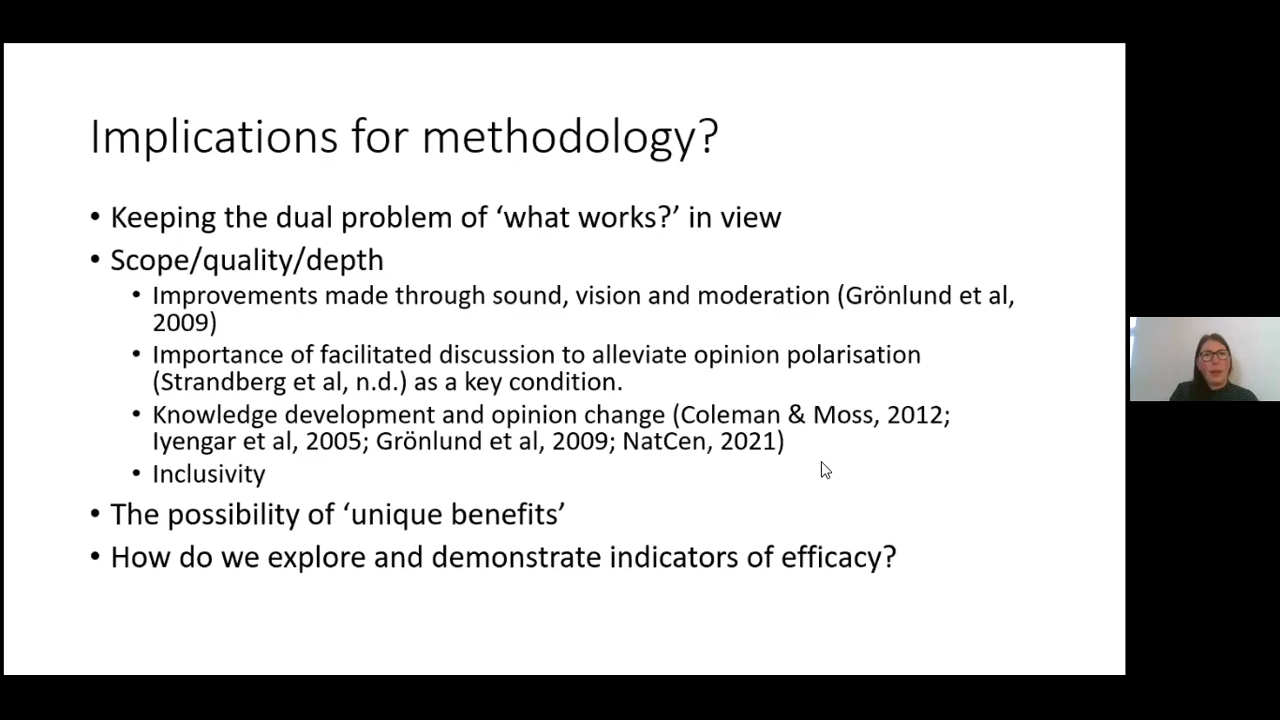 Implications for methodology?
• Keeping the dual problem of ‘what works?’ in view
• Scope/quality/depth
• Improvements made through sound, vision and moderation (Grönlund et al,
2009)
• Importance of facilitated discussion to alleviate opinion polarisation
(Strandberg et al, n.d.) as a key condition.
• Knowledge development and opinion change (Coleman & Moss, 2012;
Iyengar et al, 2005; Grönlund et al, 2009; NatCen, 2021)
• Inclusivity
• The possibility of ‘unique benefits’
• How do we explore and demonstrate indicators of efficacy?